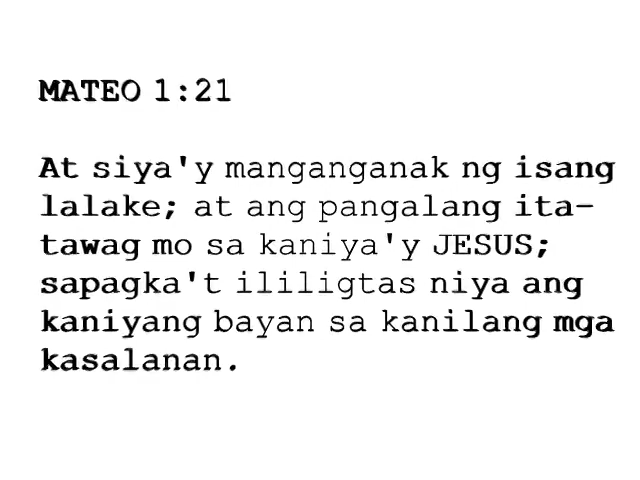 MATEO 1:21
At siya'y manganganak ng isang
lalake; at ang pangalang ita-
tawag mo sa kaniya'y JESUS;
sapagka't ililigtas niya ang
kaniyang bayan sa kanilang mga
kasalanan.